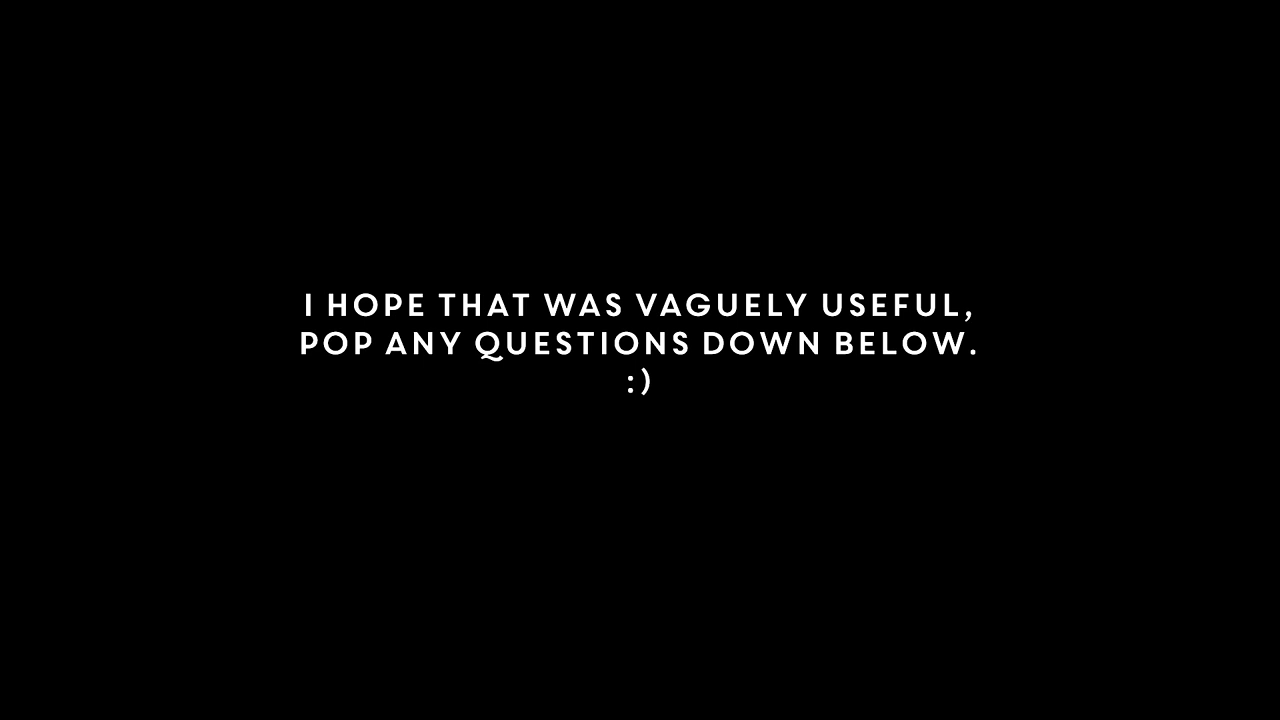 I HOPE THAT WAS VAGUELY USEFUL,
POP ANY QUESTIONS DOWN BELOW.
:)